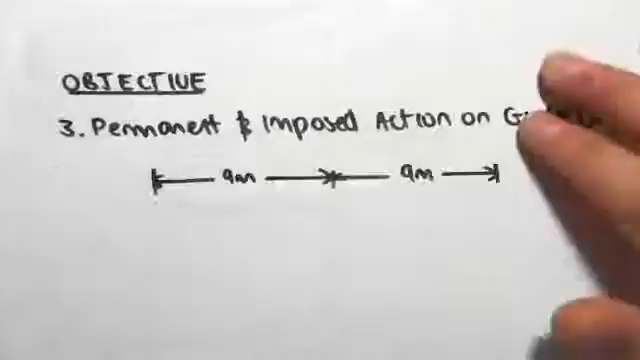 OBJECTIVE
3. Permanent & Imposed Action on
9m 9m